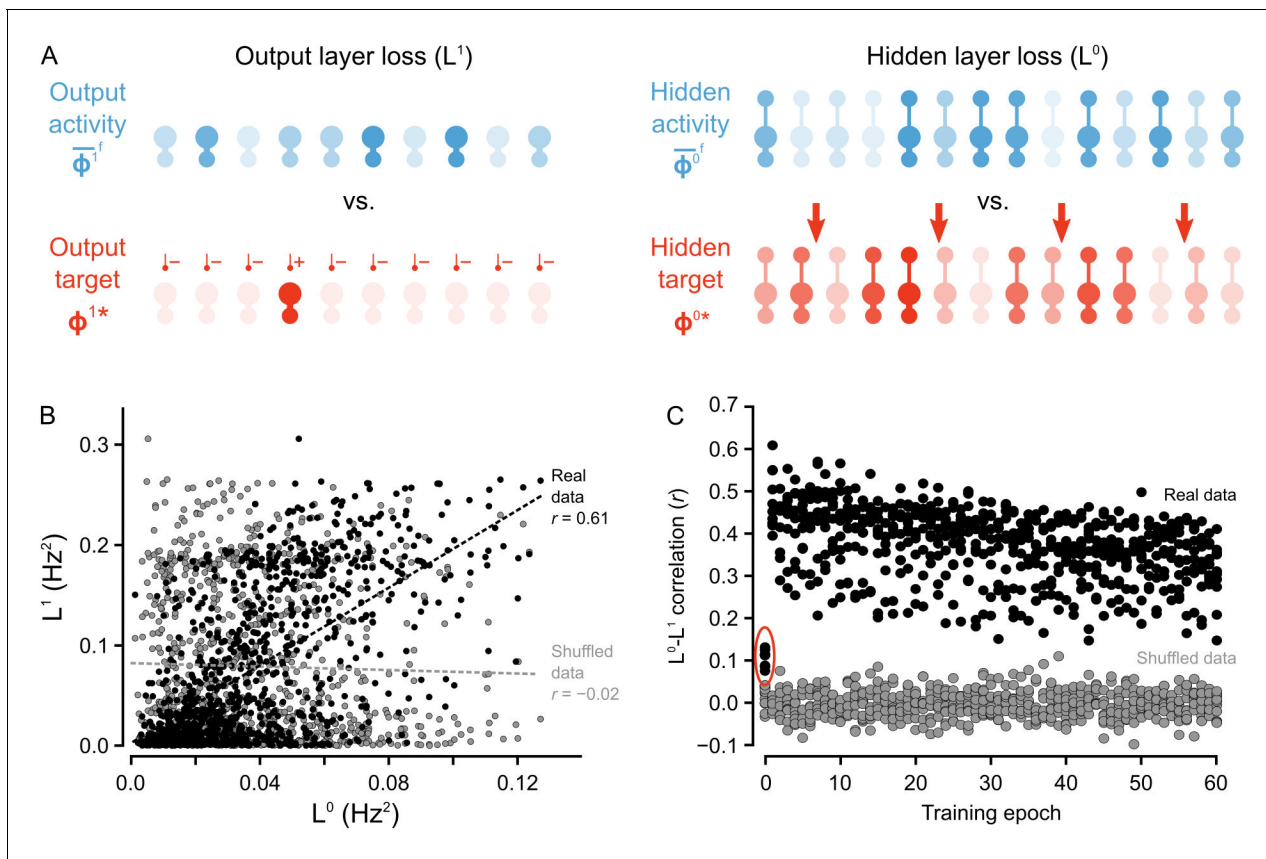 A
Output layer loss (L¹)
Hidden layer loss (L⁰)
Output
activity
ϕ̅¹ᶠ
Hidden
activity
ϕ̅⁰ᶠ
vs.
vs.
Output
target
ϕ¹*
− − − + − − − − − −
Hidden
target
ϕ⁰*
B
0.3
0.2
0.1
0.0
L¹ (Hz²)
0.0 0.04 0.08 0.12
L⁰ (Hz²)
Real
data
r = 0.61
Shuffled
data
r = −0.02
C
0.7
0.6
0.5
0.4
0.3
0.2
0.1
0.0
−0.1
L⁰-L¹ correlation (r)
Real data
Shuffled data
0 10 20 30 40 50 60
Training epoch